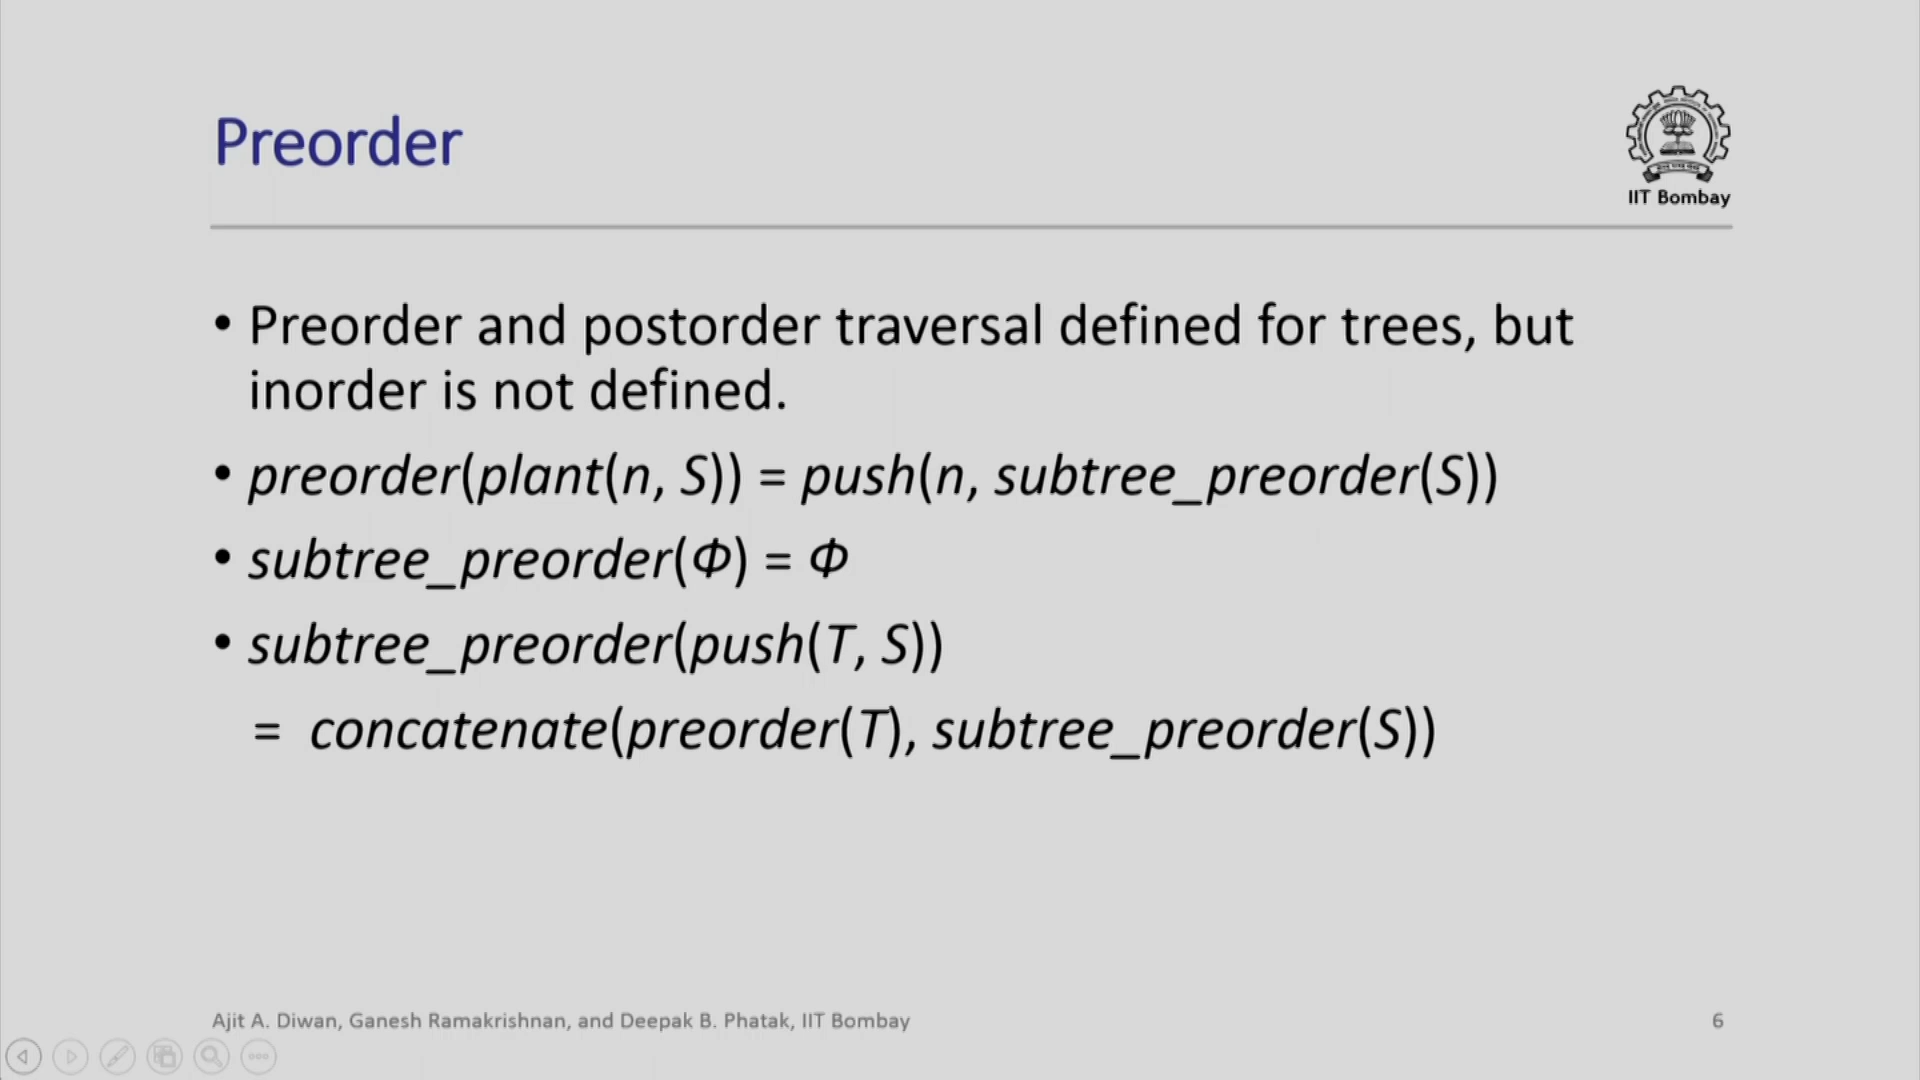 Preorder
IIT Bombay
• Preorder and postorder traversal defined for trees, but
inorder is not defined.
• preorder(plant(n, S)) = push(n, subtree_preorder(S))
• subtree_preorder(Φ) = Φ
• subtree_preorder(push(T, S))
= concatenate(preorder(T), subtree_preorder(S))
Ajit A. Diwan, Ganesh Ramakrishnan, and Deepak B. Phatak, IIT Bombay
6